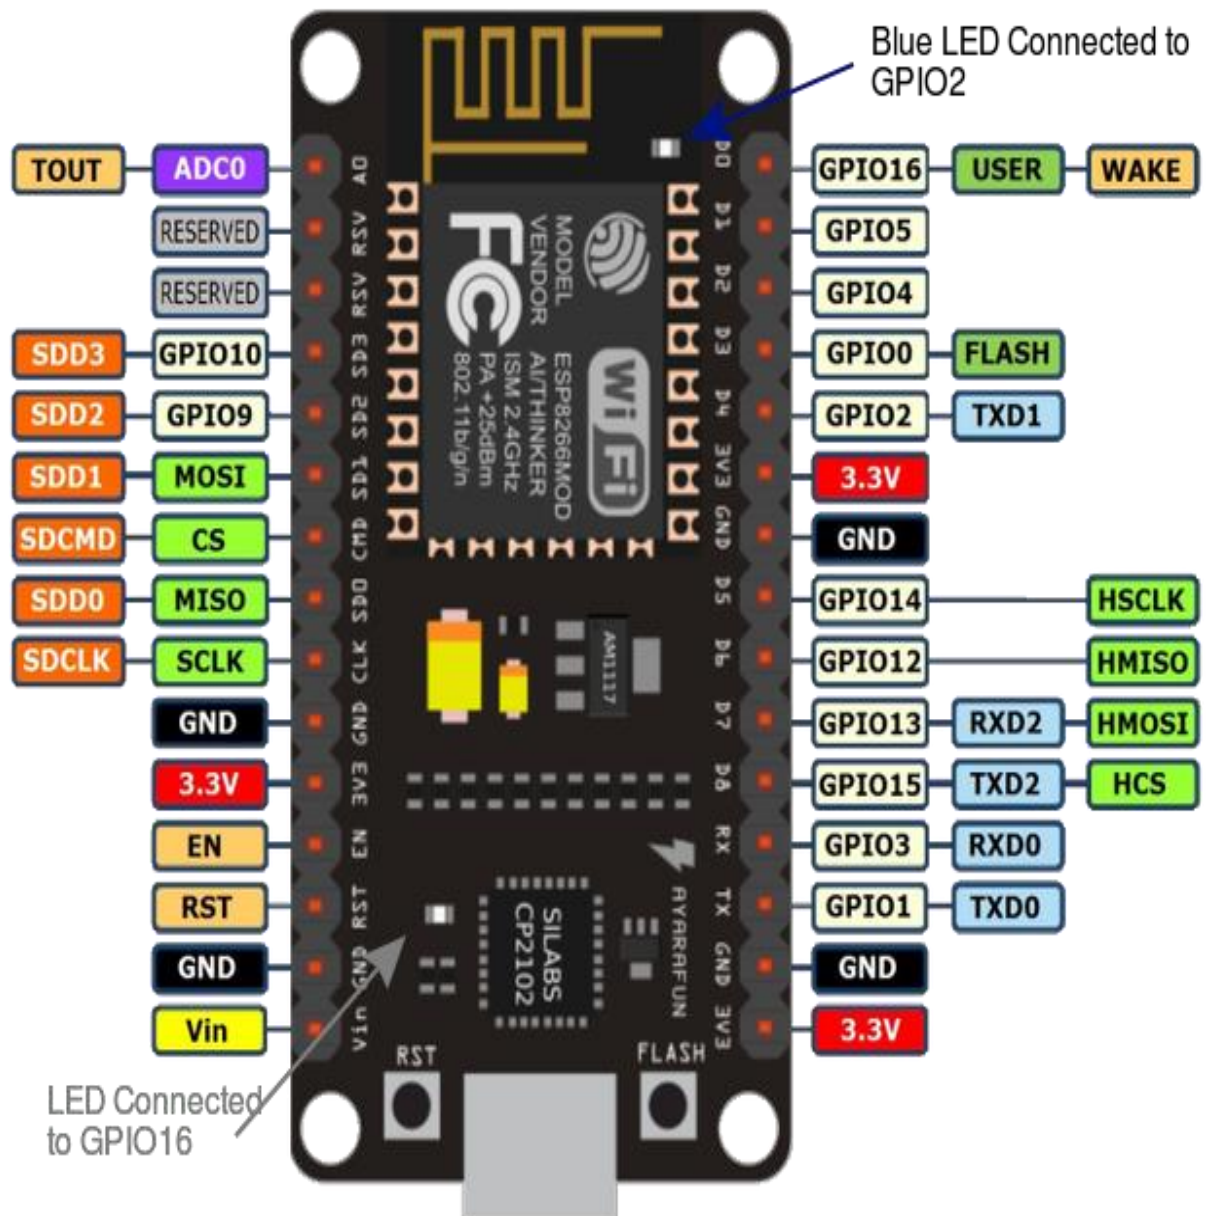 Blue LED Connected to
GPIO2
TOUT ADC0 A0 D0 GPIO16 USER WAKE
RESERVED RSV D1 GPIO5
RESERVED RSV D2 GPIO4
SDD3 GPIO10 SD3 D3 GPIO0 FLASH
SDD2 GPIO9 SD2 D4 GPIO2 TXD1
SDD1 MOSI SD1 3V3 3.3V
SDCMD CS CMD GND GND
SDD0 MISO SD0 D5 GPIO14 HSCLK
SDCLK SCLK CLK D6 GPIO12 HMISO
GND GND D7 GPIO13 RXD2 HMOSI
3.3V 3V3 D8 GPIO15 TXD2 HCS
EN EN RX GPIO3 RXD0
RST RST TX GPIO1 TXD0
GND GND GND GND
Vin Vin 3V3 3.3V
MODEL ESP8266MOD
VENDOR AI/THINKER
ISM 2.4GHz
PA +25dBm
802.11b/g/n
FC
WiFi
AM1117
SILABS
CP2102
AYARAFUN
RST
FLASH
LED Connected
to GPIO16